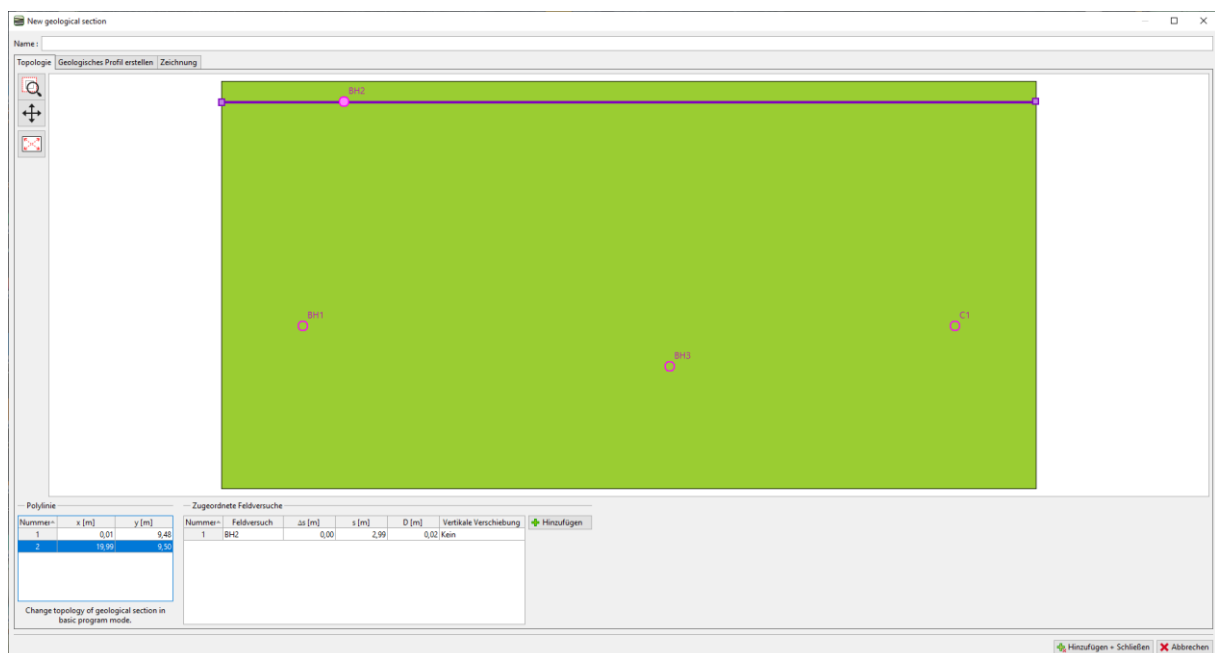 New geological section
Name :
Topologie Geologisches Profil erstellen Zeichnung
BH2
BH1
C1
BH3
Polylinie
Nummer x [m] y [m]
1 0,01 9,48
2 19,99 9,50
Change topology of geological section in
basic program mode.
Zugeordnete Feldversuche
Nummer Feldversuch Δs [m] s [m] D [m] Vertikale Verschiebung
1 BH2 0,00 2,99 0,02 Kein
Hinzufügen
Hinzufügen + Schließen Abbrechen